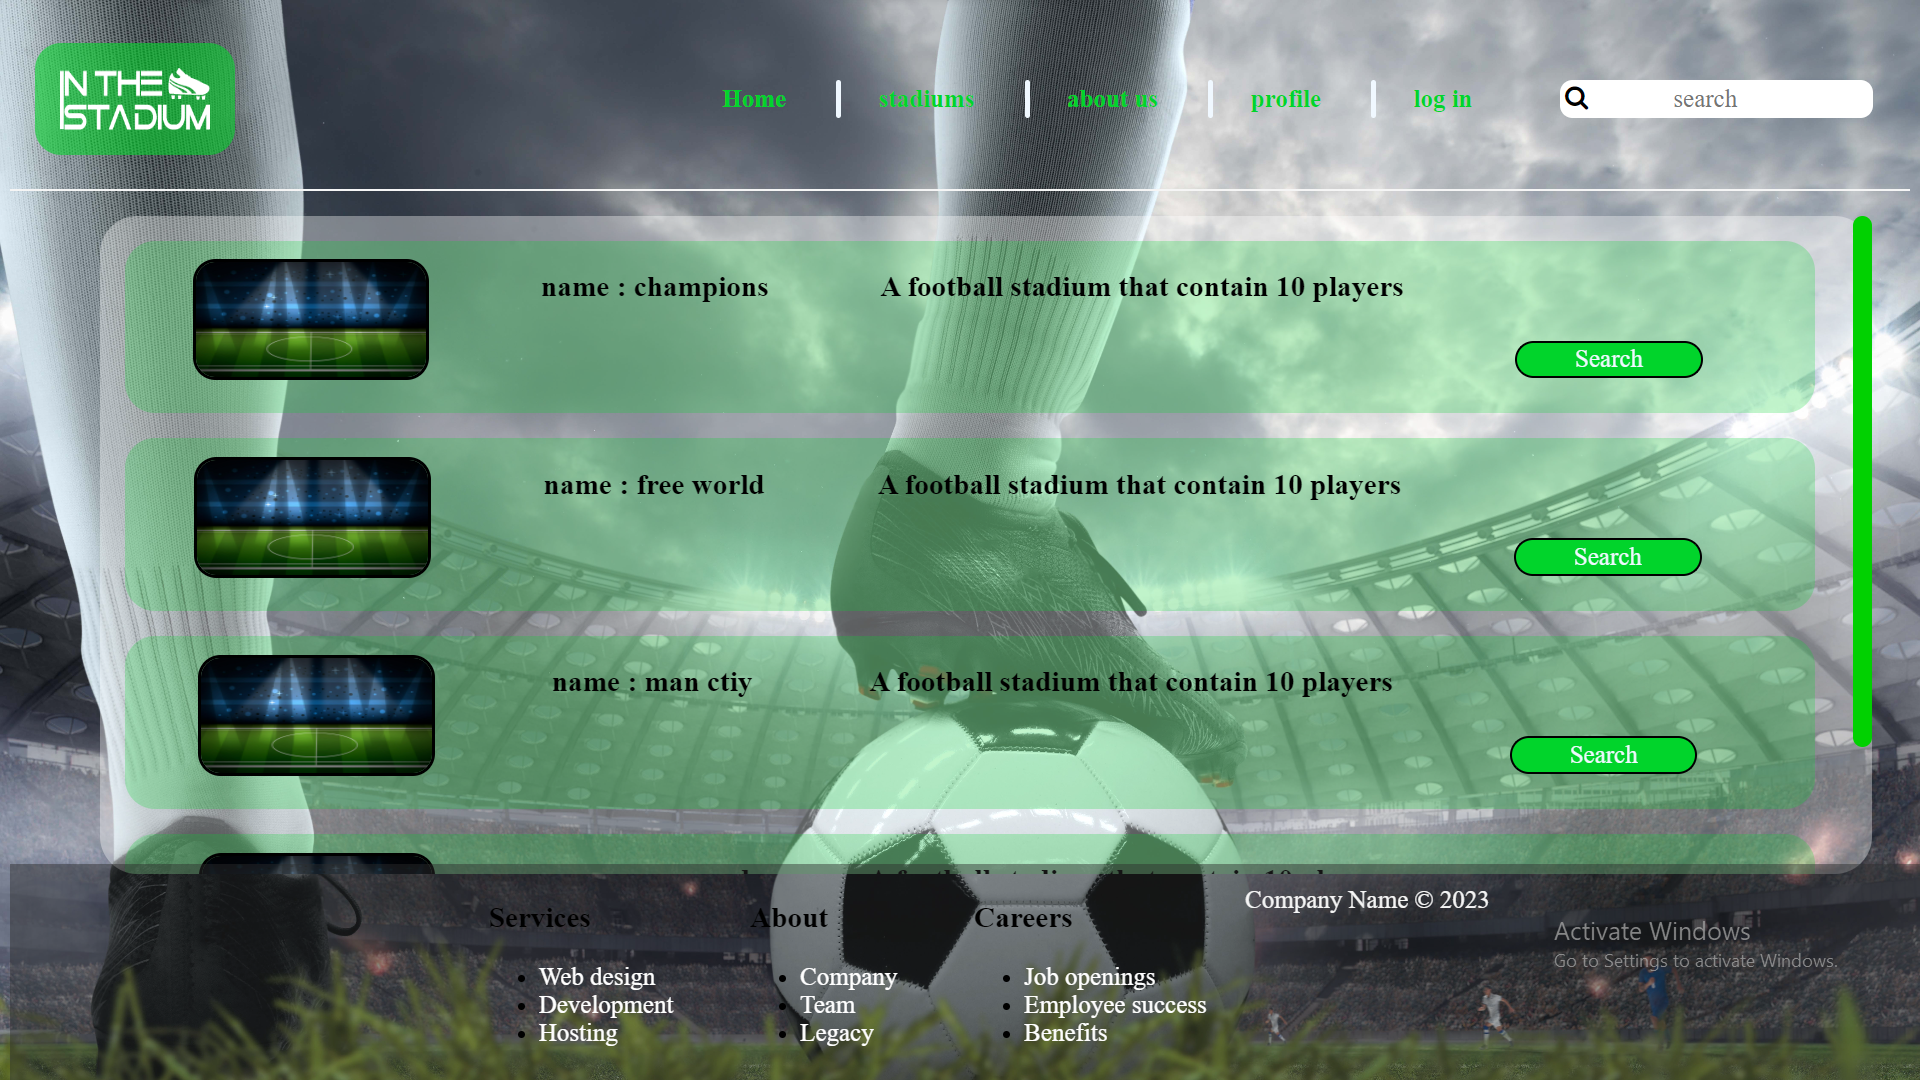 IN THE
STADIUM
Home
stadiums
about us
profile
log in
search
name : champions
A football stadium that contain 10 players
Search
name : free world
A football stadium that contain 10 players
Search
name : man ctiy
A football stadium that contain 10 players
Search
Services
Web design
Development
Hosting
About
Company
Team
Legacy
Careers
Job openings
Employee success
Benefits
Company Name © 2023
Activate Windows
Go to Settings to activate Windows.